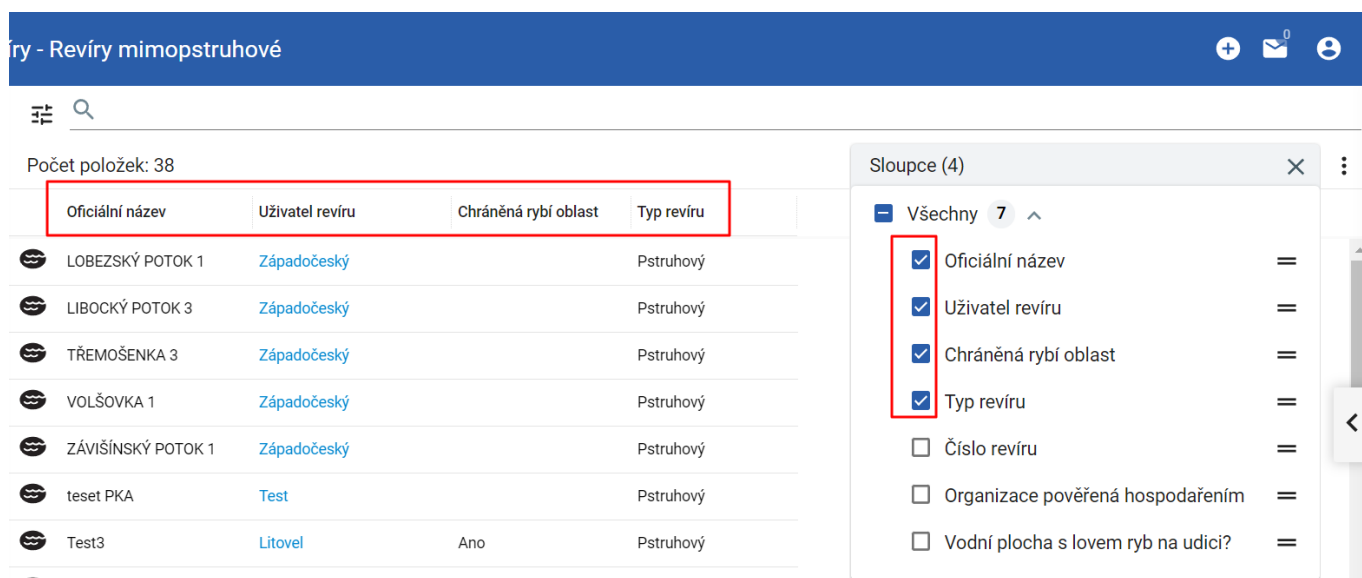 íry - Revíry mimopstruhové
0
Počet položek: 38
Sloupce (4)
Oficiální název Uživatel revíru Chráněná rybí oblast Typ revíru
Všechny 7
LOBEZSKÝ POTOK 1 Západočeský Pstruhový
Oficiální název
LIBOCKÝ POTOK 3 Západočeský Pstruhový
Uživatel revíru
TŘEMOŠENKA 3 Západočeský Pstruhový
Chráněná rybí oblast
VOLŠOVKA 1 Západočeský Pstruhový
Typ revíru
ZÁVIŠÍNSKÝ POTOK 1 Západočeský Pstruhový
Číslo revíru
teset PKA Test Pstruhový
Organizace pověřená hospodařením
Test3 Litovel Ano Pstruhový
Vodní plocha s lovem ryb na udici?